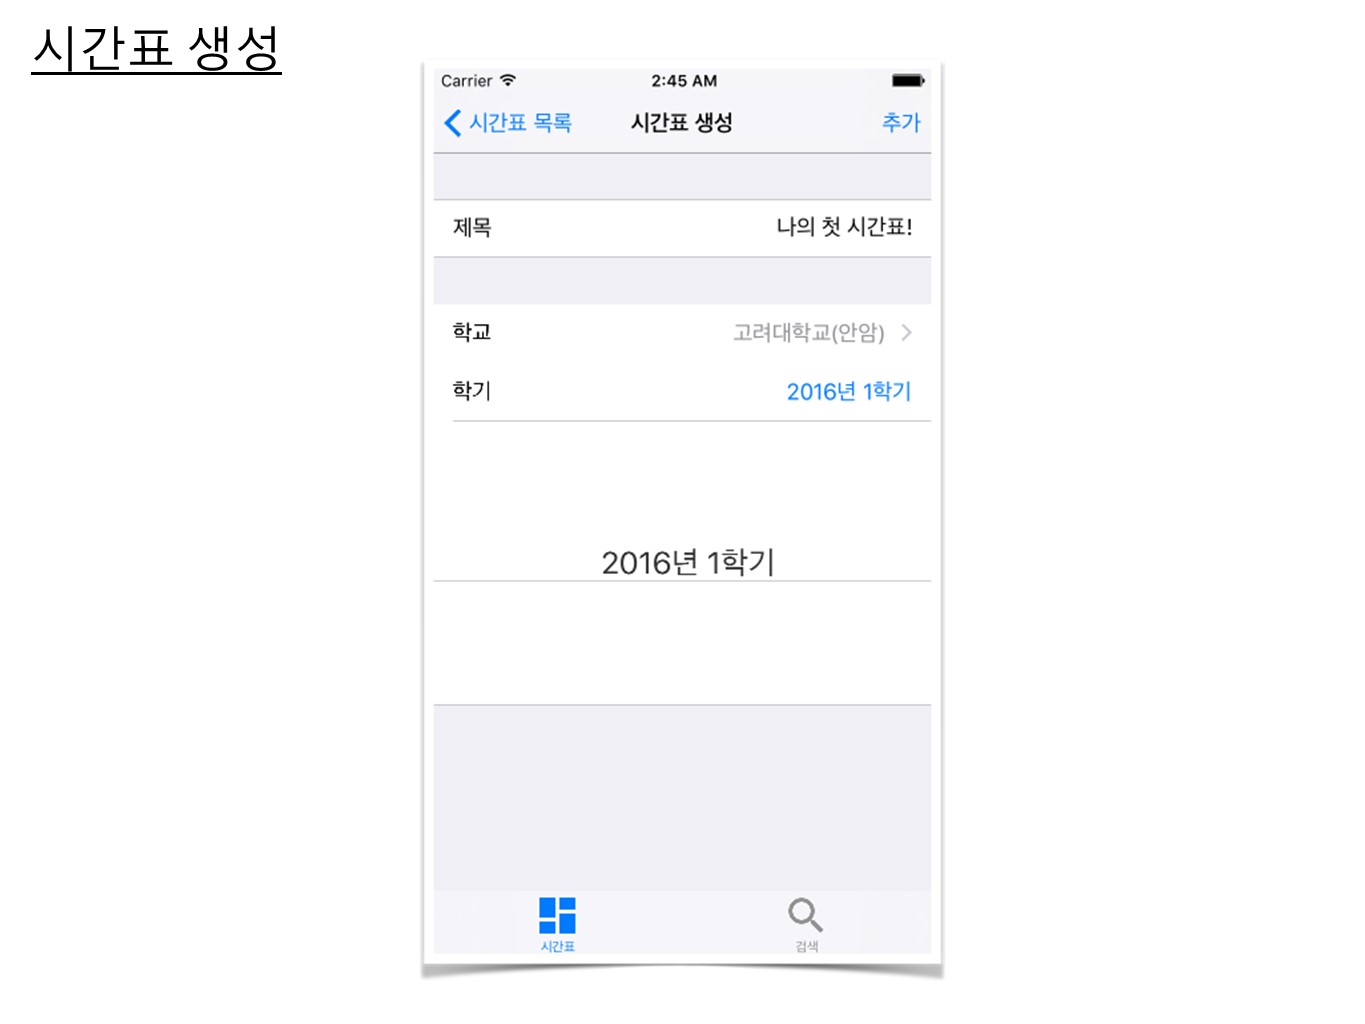 시간표 생성
Carrier 2:45 AM
시간표 목록 시간표 생성 추가
제목 나의 첫 시간표!
학교 고려대학교(안암)
학기 2016년 1학기
2016년 1학기
시간표 검색